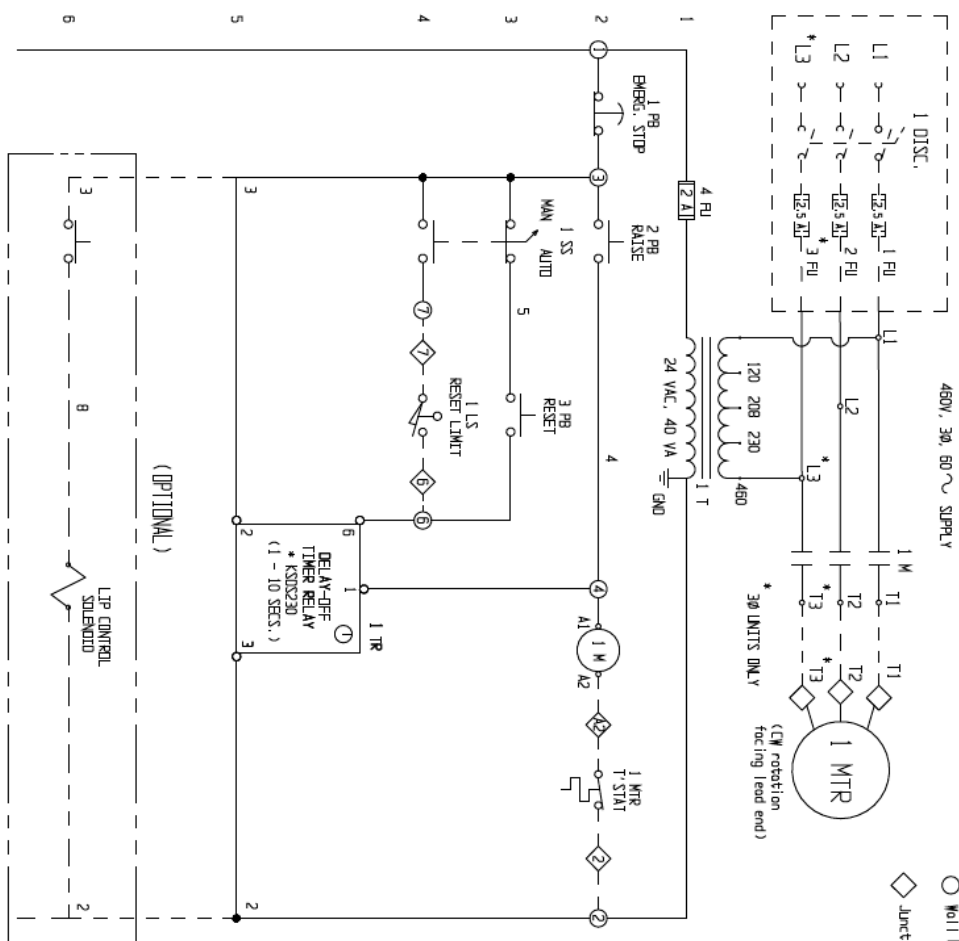 460V, 3Ø, 60 ~ SUPPLY
Wall
Junct
1 DISC.
L1
L2
* L3
2.5 A
2.5 A
2.5 A
1 FU
2 FU
* 3 FU
L1
L2
* L3
1 M
T1
T2
* T3
T1
T2
* T3
* 3Ø UNITS ONLY
1 MTR
(CW rotation
facing lead end)
120 208 230
460
1 T
24 VAC, 40 VA
GND
1
4 FU
2 A
2
1
1 PB
EMERG. STOP
3
2 PB
RAISE
4
4
A1
1 M
A2
A2
1 MTR
T'STAT
2
2
3
1 SS
MAN AUTO
5
3 PB
RESET
4
7
7
1 LS
RESET LIMIT
6
6
5
3
6
1
2
3
1 TR
DELAY-OFF
TIMER RELAY
* KSDS230
(1 - 10 SECS.)
2
(OPTIONAL)
6
3
8
LIP CONTROL
SOLENOID
2